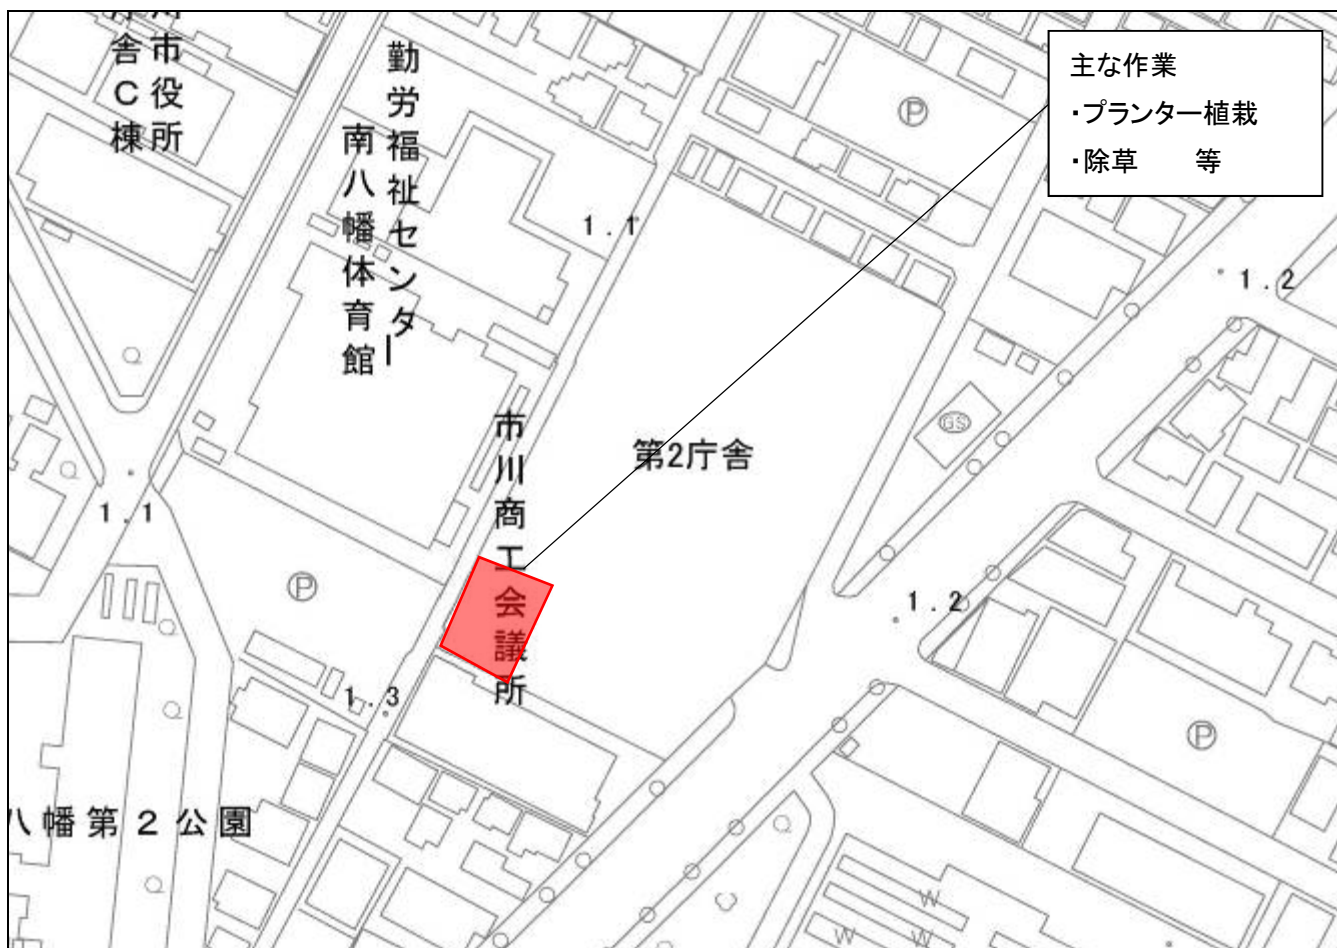 市役所
舎C棟
勤労福祉センター
南八幡体育館
主な作業
・プランター植栽
・除草　　等
P
1.1
1.2
市川商工会議所
第2庁舎
GS
1.1
P
1.2
1.3
P
八幡第2公園
W
W
W